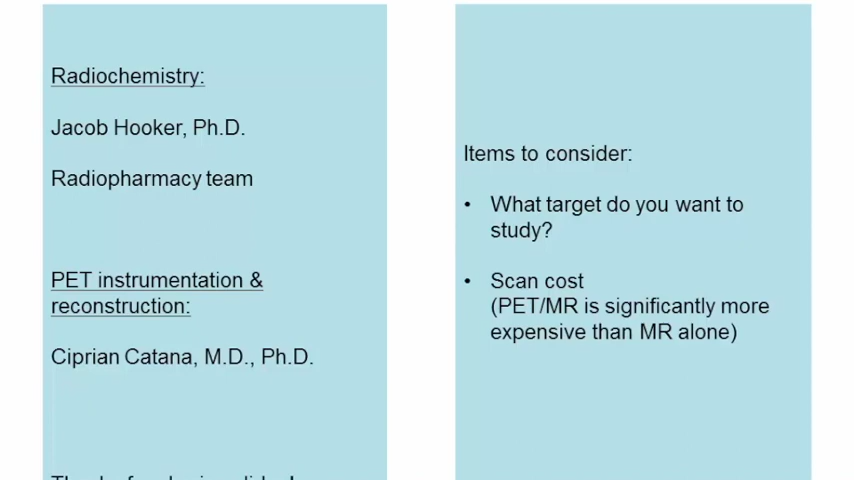 Radiochemistry:
Jacob Hooker, Ph.D.
Radiopharmacy team
PET instrumentation &
reconstruction:
Ciprian Catana, M.D., Ph.D.
Items to consider:
• What target do you want to
study?
• Scan cost
(PET/MR is significantly more
expensive than MR alone)